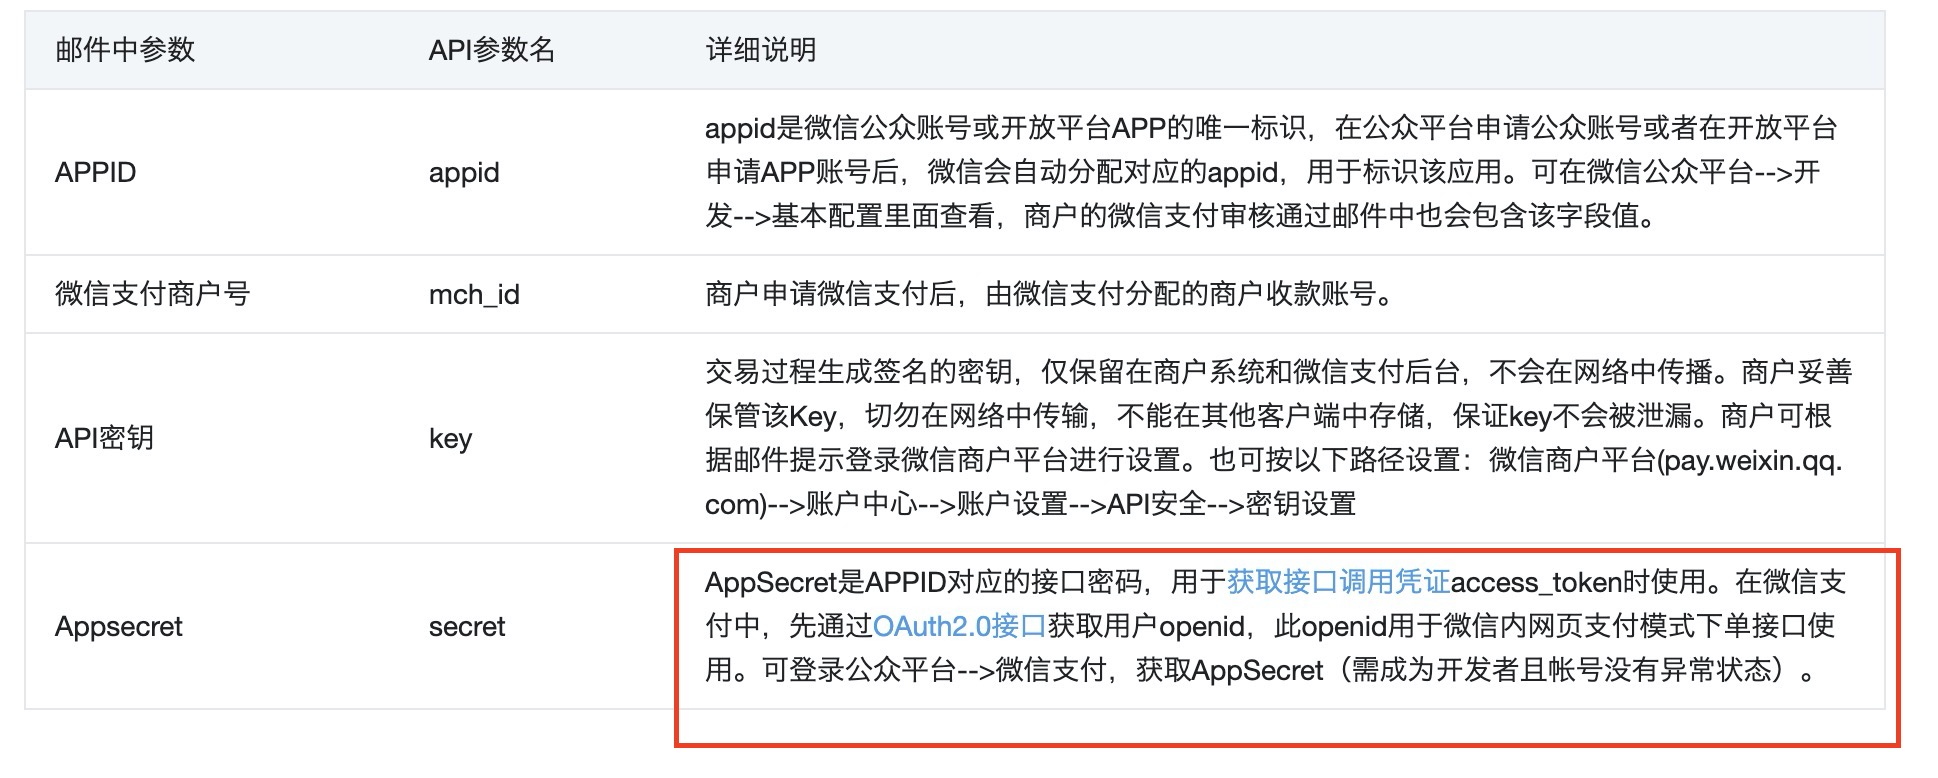 邮件中参数 API参数名 详细说明
APPID appid appid是微信公众账号或开放平台APP的唯一标识，在公众平台申请公众账号或者在开放平台
申请APP账号后，微信会自动分配对应的appid，用于标识该应用。可在微信公众平台-->开
发-->基本配置里面查看，商户的微信支付审核通过邮件中也会包含该字段值。
微信支付商户号 mch_id 商户申请微信支付后，由微信支付分配的商户收款账号。
API密钥 key 交易过程生成签名的密钥，仅保留在商户系统和微信支付后台，不会在网络中传播。商户妥善
保管该Key，切勿在网络中传输，不能在其他客户端中存储，保证key不会被泄漏。商户可根
据邮件提示登录微信商户平台进行设置。也可按以下路径设置：微信商户平台(pay.weixin.qq.
com)-->账户中心-->账户设置-->API安全-->密钥设置
Appsecret secret AppSecret是APPID对应的接口密码，用于获取接口调用凭证access_token时使用。在微信支
付中，先通过OAuth2.0接口获取用户openid，此openid用于微信内网页支付模式下单接口使
用。可登录公众平台-->微信支付，获取AppSecret（需成为开发者且帐号没有异常状态）。